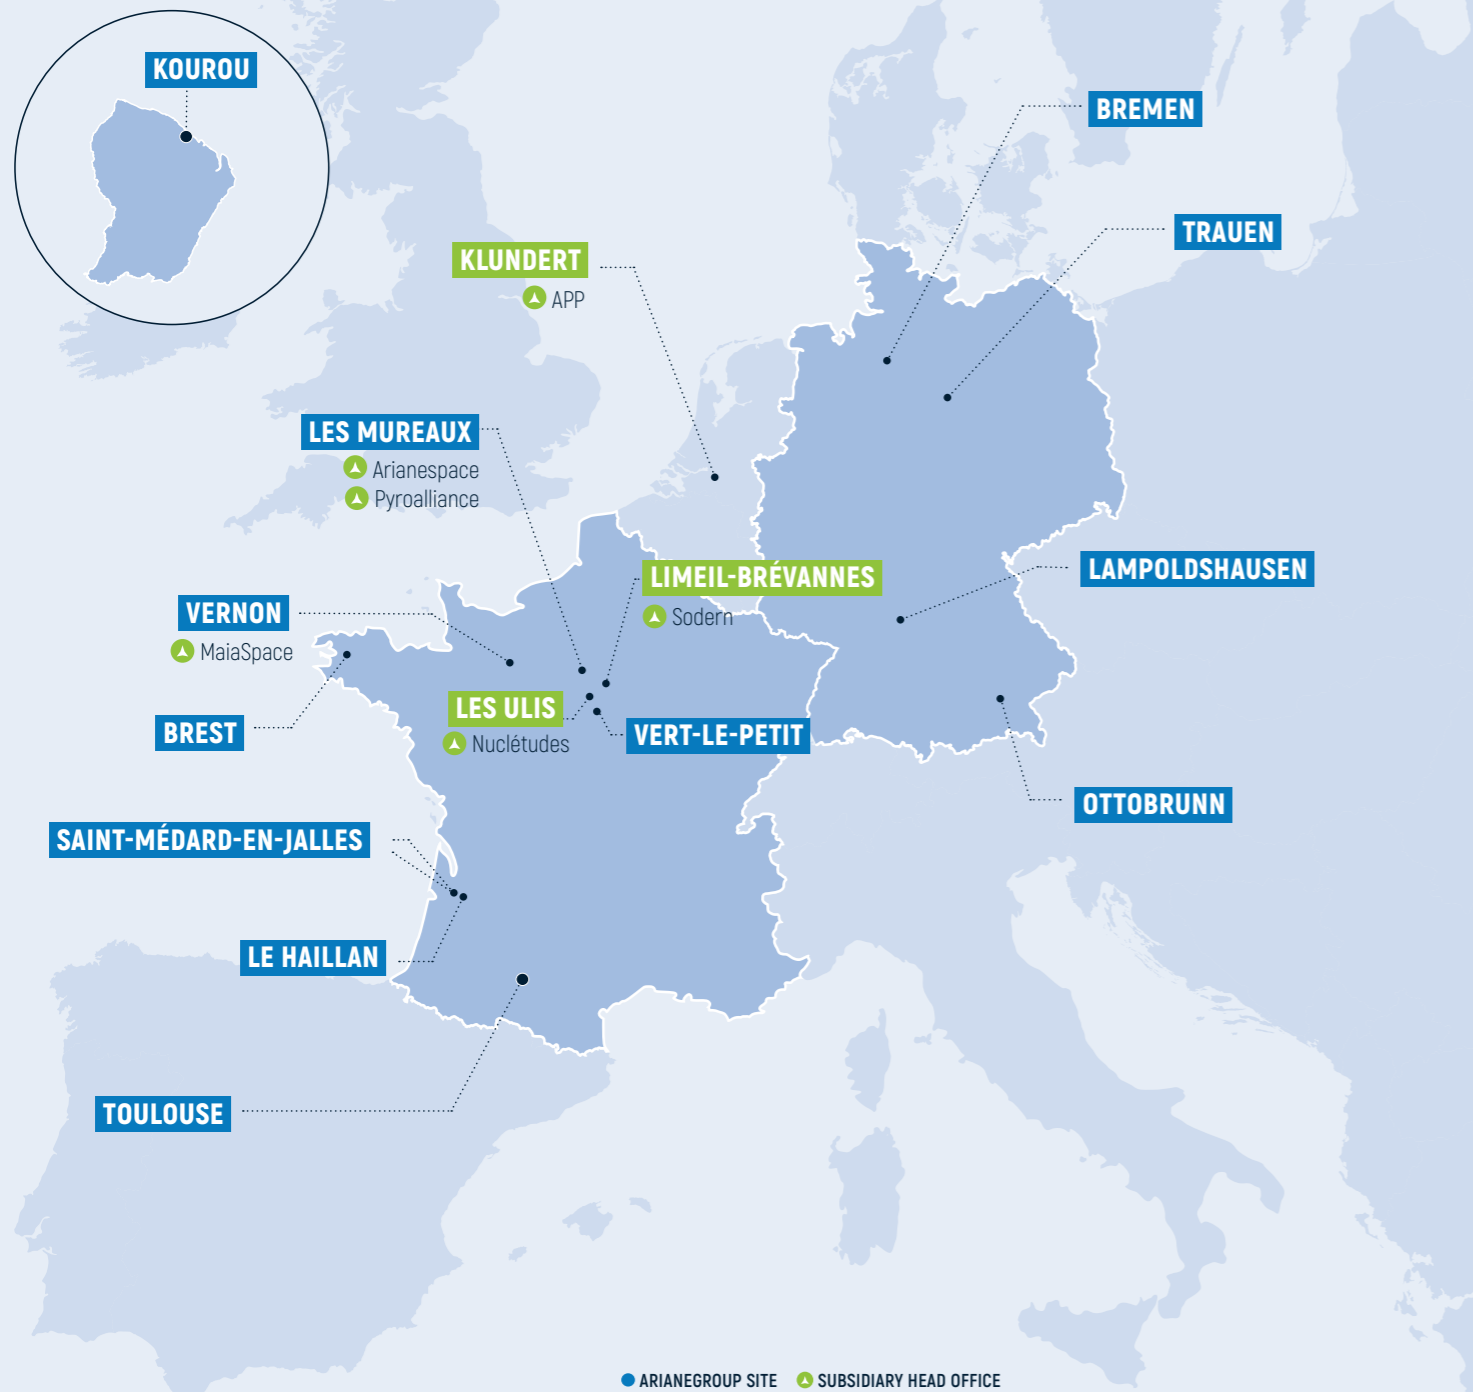 KOUROU
BREMEN
TRAUEN
KLUNDERT
APP
LES MUREAUX
Arianespace
Pyroalliance
LIMEIL-BRÉVANNES
Sodern
LAMPOLDSHAUSEN
VERNON
MaiaSpace
LES ULIS
Nuclétudes
BREST
VERT-LE-PETIT
OTTOBRUNN
SAINT-MÉDARD-EN-JALLES
LE HAILLAN
TOULOUSE
ARIANEGROUP SITE
SUBSIDIARY HEAD OFFICE